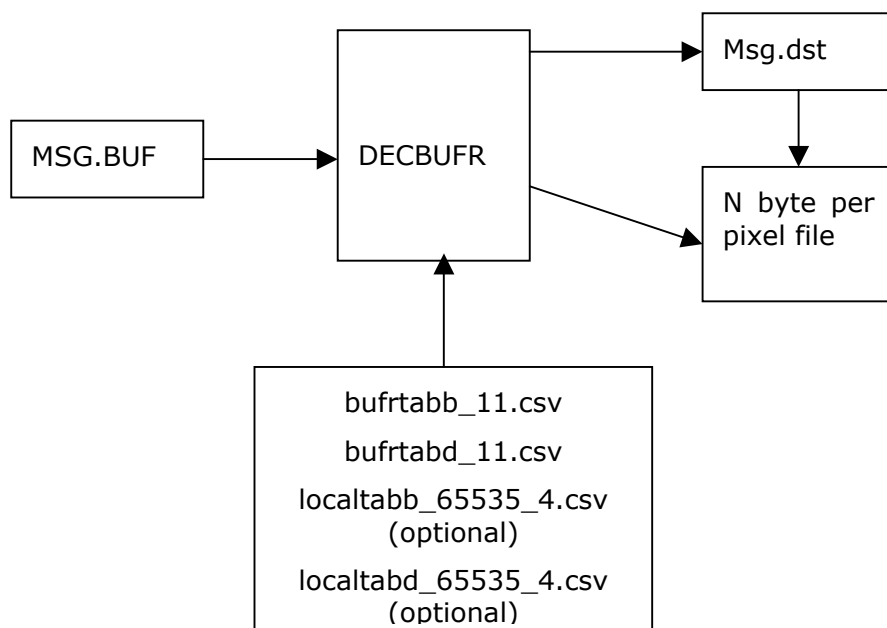 Msg.dst
MSG.BUF
DECBUFR
N byte per
pixel file
bufrtabb_11.csv
bufrtabd_11.csv
localtabb_65535_4.csv
(optional)
localtabd_65535_4.csv
(optional)